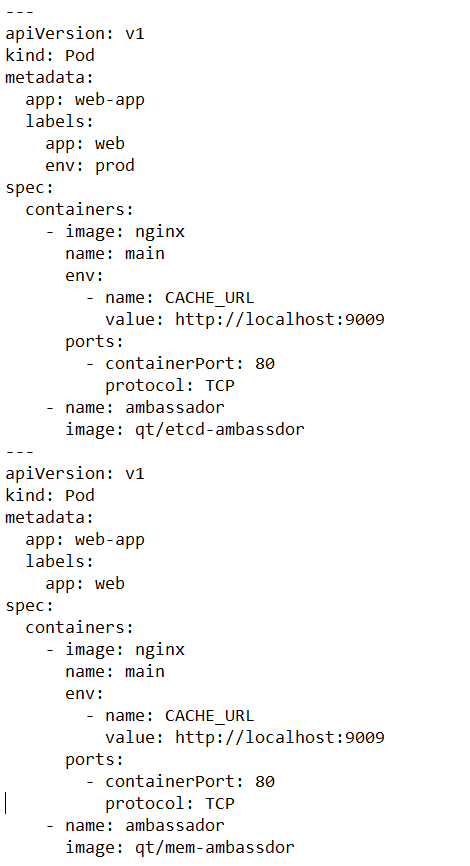 ---
apiVersion: v1
kind: Pod
metadata:
  app: web-app
  labels:
    app: web
    env: prod
spec:
  containers:
    - image: nginx
      name: main
      env:
        - name: CACHE_URL
          value: http://localhost:9009
      ports:
        - containerPort: 80
          protocol: TCP
    - name: ambassador
      image: qt/etcd-ambassdor
---
apiVersion: v1
kind: Pod
metadata:
  app: web-app
  labels:
    app: web
spec:
  containers:
    - image: nginx
      name: main
      env:
        - name: CACHE_URL
          value: http://localhost:9009
      ports:
        - containerPort: 80
          protocol: TCP
    - name: ambassador
      image: qt/mem-ambassdor